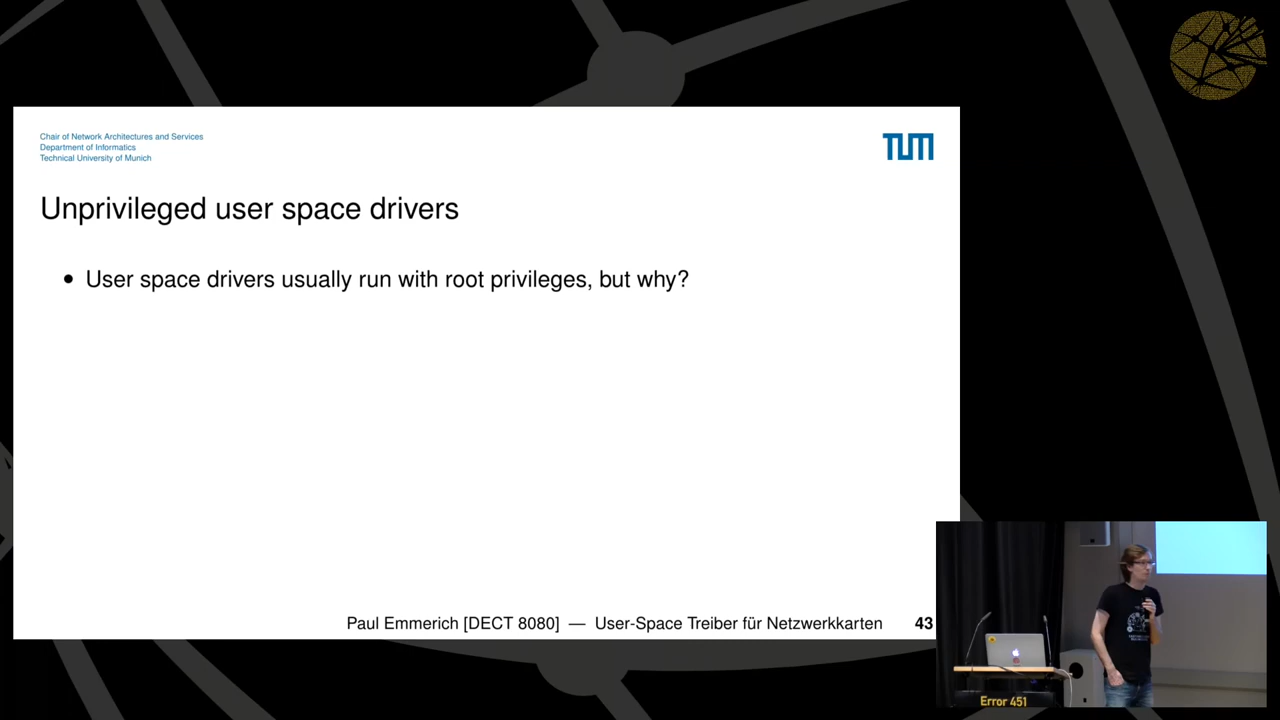 Chair of Network Architectures and Services
Department of Informatics
Technical University of Munich
TUM
Unprivileged user space drivers
• User space drivers usually run with root privileges, but why?
Paul Emmerich [DECT 8080] — User-Space Treiber für Netzwerkkarten 43
Error 451